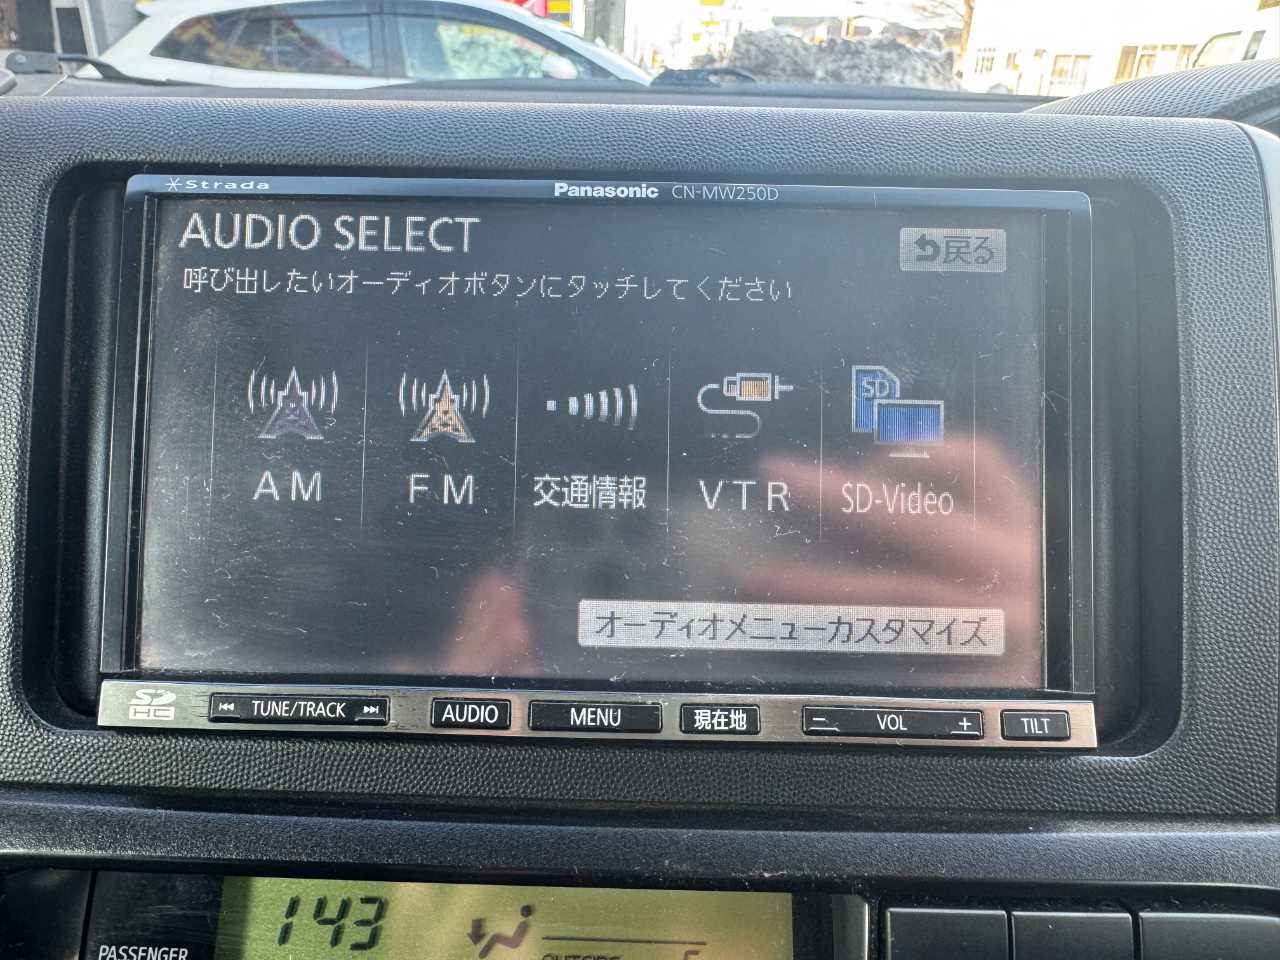 Strada
Panasonic CN-MW250D
AUDIO SELECT
戻る
呼び出したいオーディオボタンにタッチしてください
AM
FM
交通情報
VTR
SD
SD-Video
オーディオメニューカスタマイズ
SD HC
TUNE/TRACK
AUDIO
MENU
現在地
− VOL +
TILT
143
PASSENGER